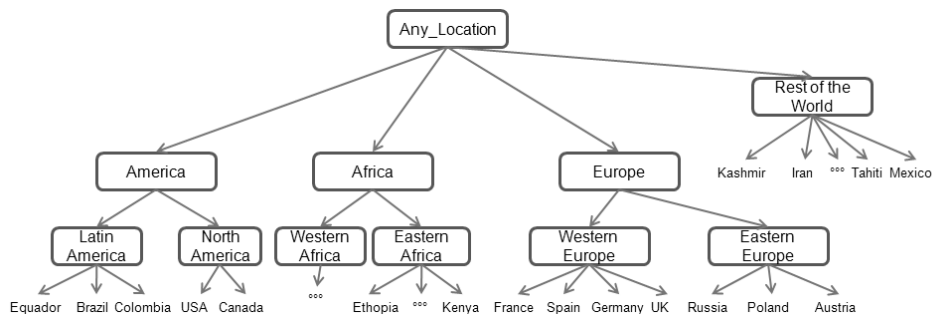 Any_Location
Rest of the
World
Kashmir Iran °°° Tahiti Mexico
America Africa Europe
Latin
America
North
America
Western
Africa
Eastern
Africa
Western
Europe
Eastern
Europe
°°°
Equador Brazil Colombia USA Canada Ethopia °°° Kenya France Spain Germany UK Russia Poland Austria